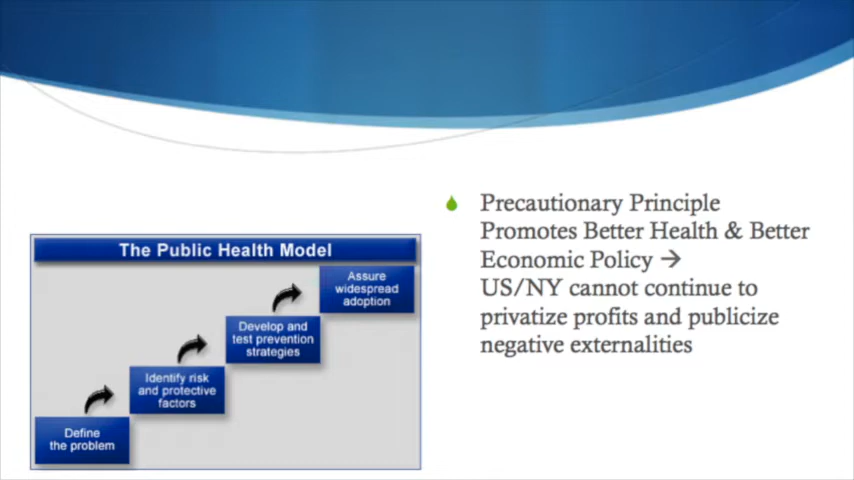 The Public Health Model
Assure
widespread
adoption
Develop and
test prevention
strategies
Identify risk
and protective
factors
Define
the problem
Precautionary Principle
Promotes Better Health & Better
Economic Policy →
US/NY cannot continue to
privatize profits and publicize
negative externalities